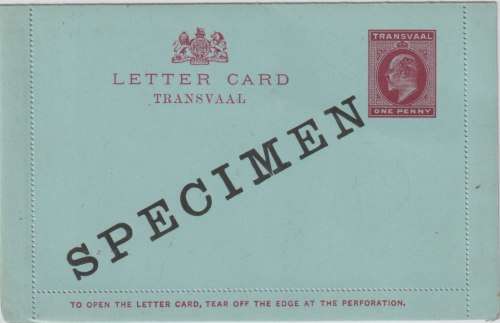 LETTER CARD
TRANSVAAL
TRANSVAAL
ONE PENNY
SPECIMEN
TO OPEN THE LETTER CARD, TEAR OFF THE EDGE AT THE PERFORATION.